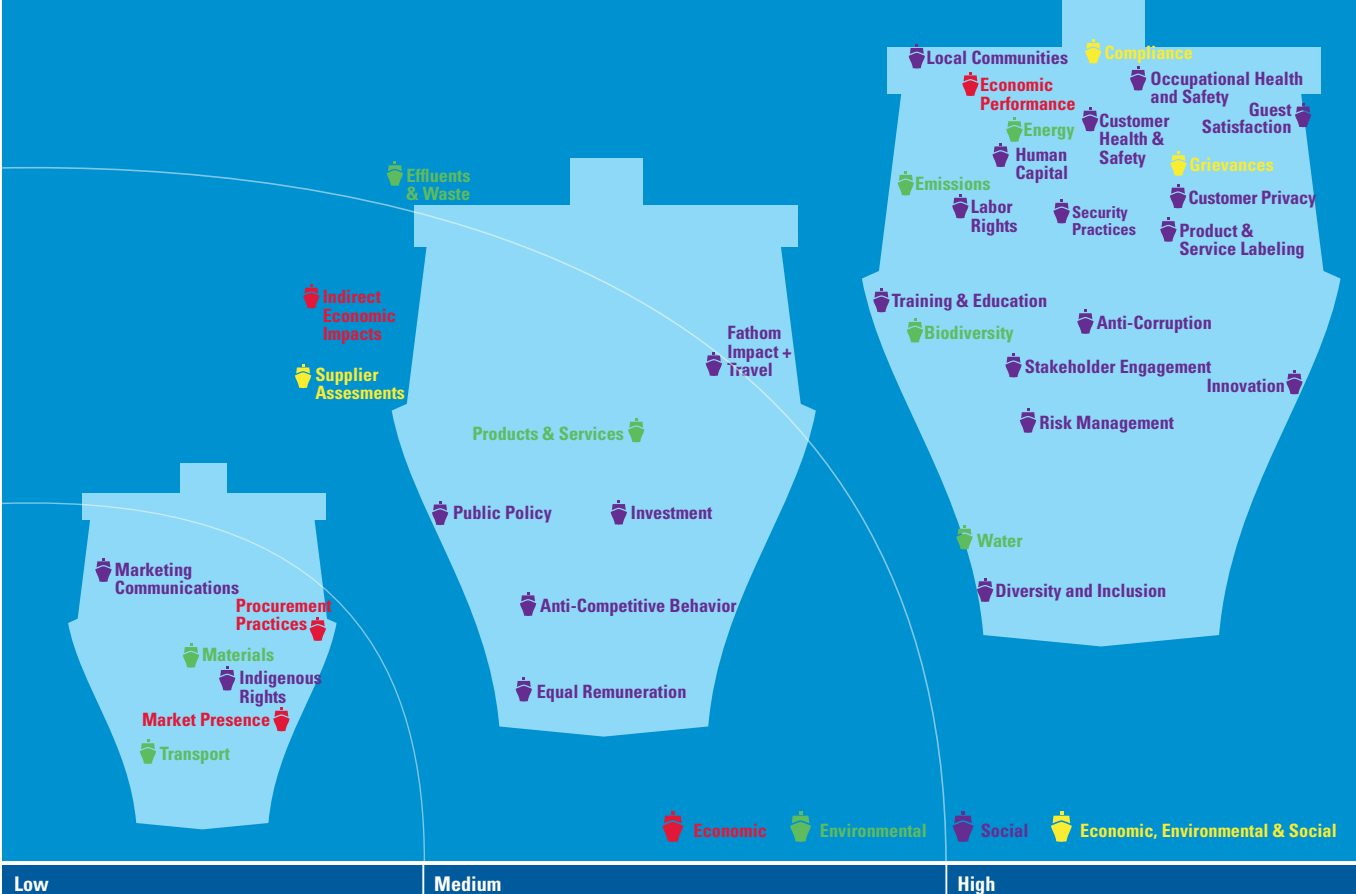 Local Communities
Compliance
Economic
Performance
Occupational Health
and Safety
Guest
Satisfaction
Energy
Customer
Health &
Safety
Human
Capital
Grievances
Emissions
Labor
Rights
Security
Practices
Customer Privacy
Product &
Service Labeling
Training & Education
Biodiversity
Anti-Corruption
Stakeholder Engagement
Innovation
Risk Management
Water
Diversity and Inclusion
Effluents
& Waste
Indirect
Economic
Impacts
Supplier
Assesments
Fathom
Impact +
Travel
Products & Services
Public Policy
Investment
Anti-Competitive Behavior
Equal Remuneration
Marketing
Communications
Procurement
Practices
Materials
Indigenous
Rights
Market Presence
Transport
Economic
Environmental
Social
Economic, Environmental & Social
Low
Medium
High